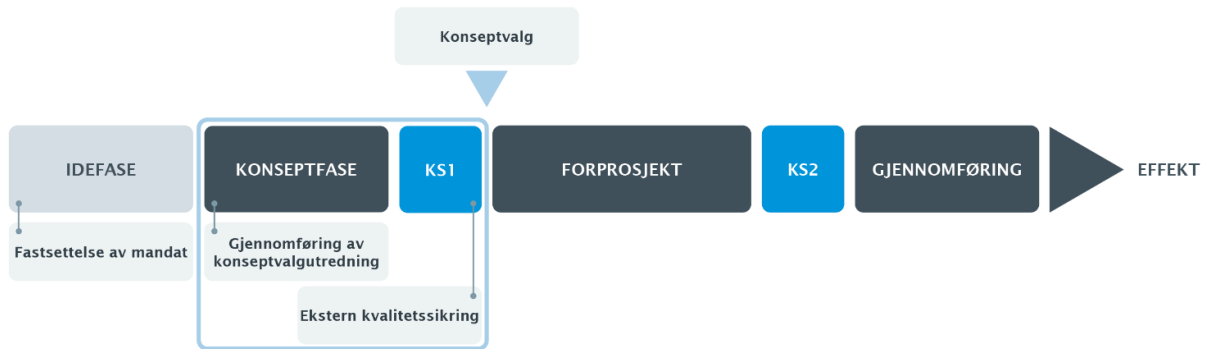 Konseptvalg
IDEFASE
KONSEPTFASE
KS1
FORPROSJEKT
KS2
GJENNOMFØRING
EFFEKT
Fastsettelse av mandat
Gjennomføring av
konseptvalgutredning
Ekstern kvalitetssikring